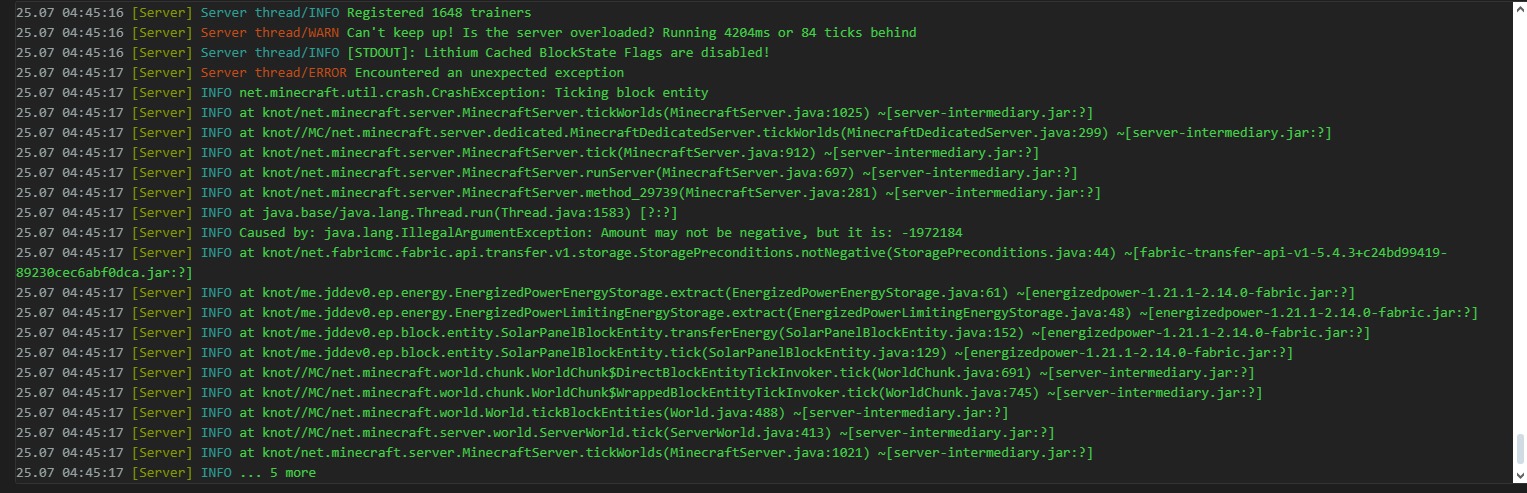 25.07 04:45:16 [Server] Server thread/INFO Registered 1648 trainers
25.07 04:45:16 [Server] Server thread/WARN Can't keep up! Is the server overloaded? Running 4204ms or 84 ticks behind
25.07 04:45:16 [Server] Server thread/INFO [STDOUT]: Lithium Cached BlockState Flags are disabled!
25.07 04:45:17 [Server] Server thread/ERROR Encountered an unexpected exception
25.07 04:45:17 [Server] INFO net.minecraft.util.crash.CrashException: Ticking block entity
25.07 04:45:17 [Server] INFO at knot/net.minecraft.server.MinecraftServer.tickWorlds(MinecraftServer.java:1025) ~[server-intermediary.jar:?]
25.07 04:45:17 [Server] INFO at knot//MC/net.minecraft.server.dedicated.MinecraftDedicatedServer.tickWorlds(MinecraftDedicatedServer.java:299) ~[server-intermediary.jar:?]
25.07 04:45:17 [Server] INFO at knot/net.minecraft.server.MinecraftServer.tick(MinecraftServer.java:912) ~[server-intermediary.jar:?]
25.07 04:45:17 [Server] INFO at knot/net.minecraft.server.MinecraftServer.runServer(MinecraftServer.java:697) ~[server-intermediary.jar:?]
25.07 04:45:17 [Server] INFO at knot/net.minecraft.server.MinecraftServer.method_29739(MinecraftServer.java:281) ~[server-intermediary.jar:?]
25.07 04:45:17 [Server] INFO at java.base/java.lang.Thread.run(Thread.java:1583) [?:?]
25.07 04:45:17 [Server] INFO Caused by: java.lang.IllegalArgumentException: Amount may not be negative, but it is: -1972184
25.07 04:45:17 [Server] INFO at knot/net.fabricmc.fabric.api.transfer.v1.storage.StoragePreconditions.notNegative(StoragePreconditions.java:44) ~[fabric-transfer-api-v1-5.4.3+c24bd99419-
89230cec6abf0dca.jar:?]
25.07 04:45:17 [Server] INFO at knot/me.jddev0.ep.energy.EnergizedPowerEnergyStorage.extract(EnergizedPowerEnergyStorage.java:61) ~[energizedpower-1.21.1-2.14.0-fabric.jar:?]
25.07 04:45:17 [Server] INFO at knot/me.jddev0.ep.energy.EnergizedPowerLimitingEnergyStorage.extract(EnergizedPowerLimitingEnergyStorage.java:48) ~[energizedpower-1.21.1-2.14.0-fabric.jar:?]
25.07 04:45:17 [Server] INFO at knot/me.jddev0.ep.block.entity.SolarPanelBlockEntity.transferEnergy(SolarPanelBlockEntity.java:152) ~[energizedpower-1.21.1-2.14.0-fabric.jar:?]
25.07 04:45:17 [Server] INFO at knot/me.jddev0.ep.block.entity.SolarPanelBlockEntity.tick(SolarPanelBlockEntity.java:129) ~[energizedpower-1.21.1-2.14.0-fabric.jar:?]
25.07 04:45:17 [Server] INFO at knot//MC/net.minecraft.world.chunk.WorldChunk$DirectBlockEntityTickInvoker.tick(WorldChunk.java:691) ~[server-intermediary.jar:?]
25.07 04:45:17 [Server] INFO at knot//MC/net.minecraft.world.chunk.WorldChunk$WrappedBlockEntityTickInvoker.tick(WorldChunk.java:745) ~[server-intermediary.jar:?]
25.07 04:45:17 [Server] INFO at knot//MC/net.minecraft.world.World.tickBlockEntities(World.java:488) ~[server-intermediary.jar:?]
25.07 04:45:17 [Server] INFO at knot//MC/net.minecraft.server.world.ServerWorld.tick(ServerWorld.java:413) ~[server-intermediary.jar:?]
25.07 04:45:17 [Server] INFO at knot/net.minecraft.server.MinecraftServer.tickWorlds(MinecraftServer.java:1021) ~[server-intermediary.jar:?]
25.07 04:45:17 [Server] INFO ... 5 more